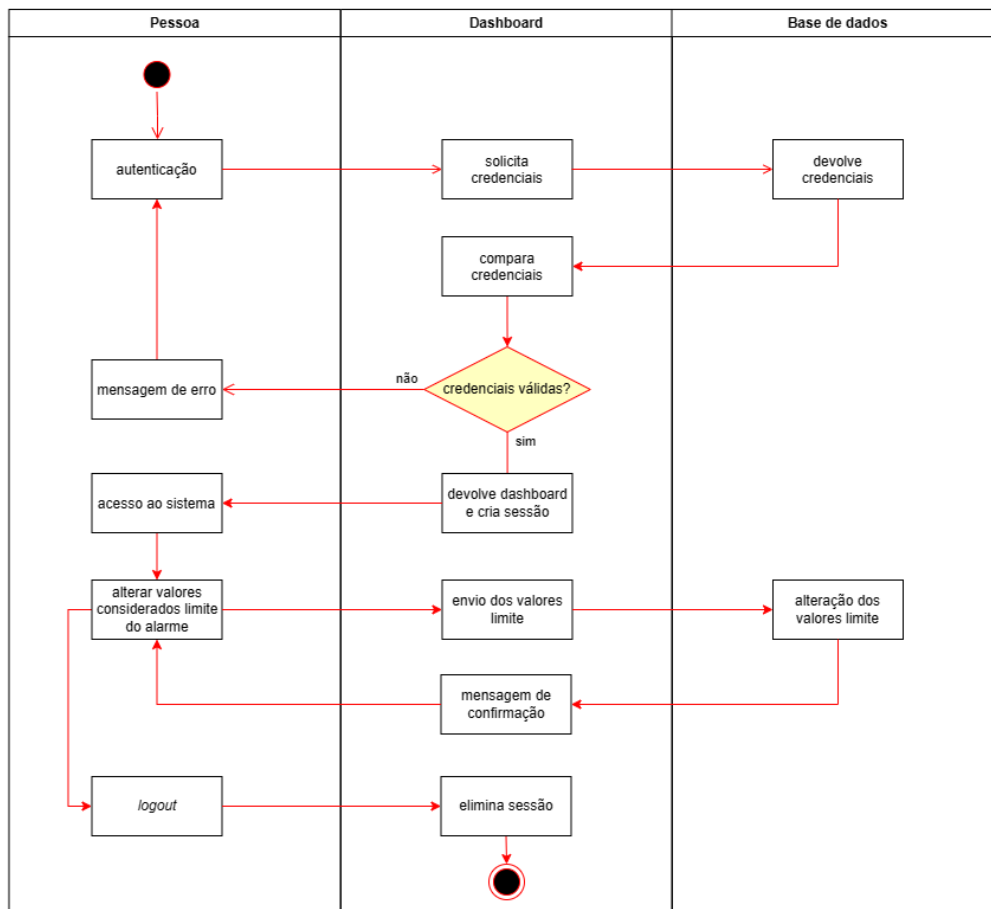 Pessoa
Dashboard
Base de dados
autenticação
solicita
credenciais
devolve
credenciais
compara
credenciais
mensagem de erro
não
credenciais válidas?
sim
acesso ao sistema
devolve dashboard
e cria sessão
alterar valores
considerados limite
do alarme
envio dos valores
limite
alteração dos
valores limite
mensagem de
confirmação
logout
elimina sessão